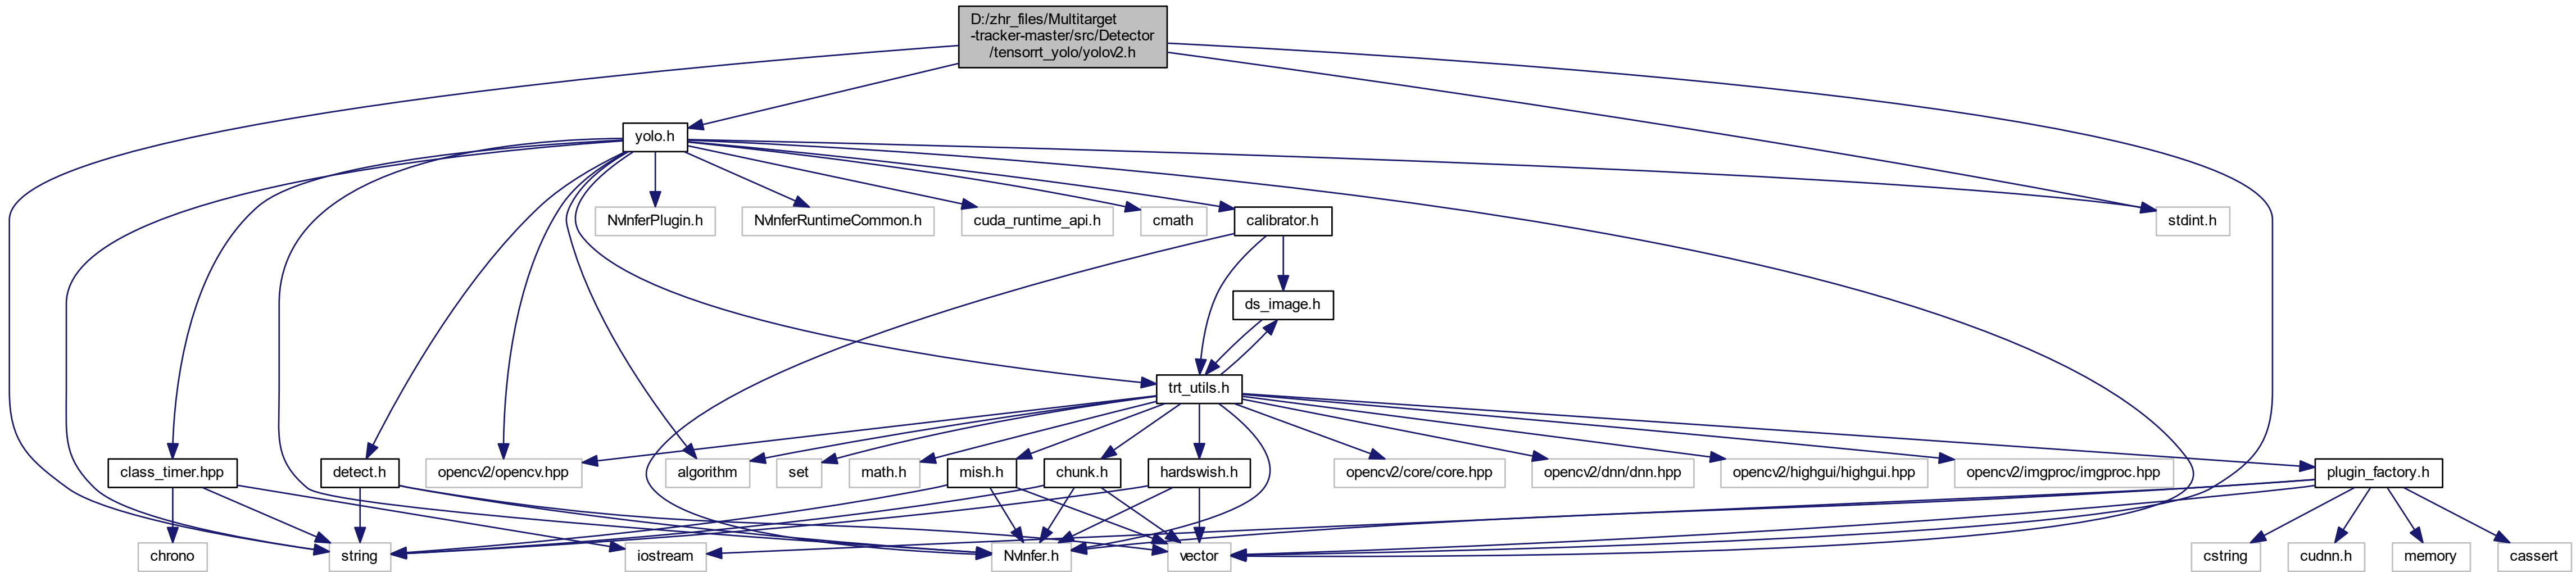 D:/zhr_files/Multitarget
-tracker-master/src/Detector
/tensorrt_yolo/yolov2.h
yolo.h
NvInferPlugin.h
NvInferRuntimeCommon.h
cuda_runtime_api.h
cmath
calibrator.h
stdint.h
ds_image.h
trt_utils.h
class_timer.hpp
detect.h
opencv2/opencv.hpp
algorithm
set
math.h
mish.h
chunk.h
hardswish.h
opencv2/core/core.hpp
opencv2/dnn/dnn.hpp
opencv2/highgui/highgui.hpp
opencv2/imgproc/imgproc.hpp
plugin_factory.h
chrono
string
iostream
NvInfer.h
vector
cstring
cudnn.h
memory
cassert